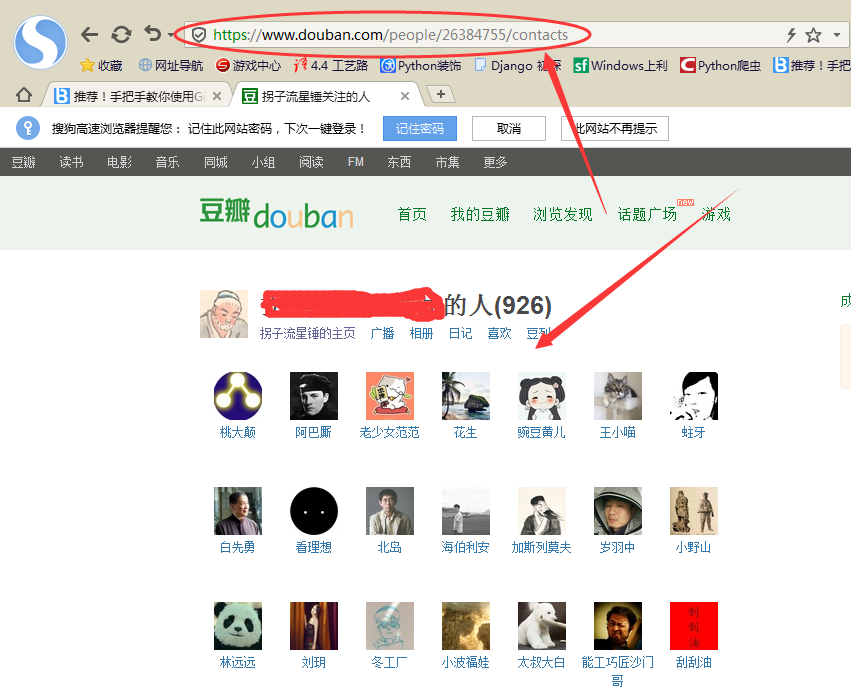 https://www.douban.com/people/26384755/contacts
收藏 网址导航 游戏中心 4.4 工艺路 Python装饰 Django 初探 Windows上利 Python爬虫 推荐！手把
推荐！手把手教你使用Gi 拐子流星锤关注的人
搜狗高速浏览器提醒您： 记住此网站密码，下次一键登录！ 记住密码 取消 此网站不再提示
豆瓣 读书 电影 音乐 同城 小组 阅读 FM 东西 市集 更多
豆瓣 douban 首页 我的豆瓣 浏览发现 话题广场 new 游戏
的人(926)
成
拐子流星锤的主页 广播 相册 日记 喜欢 豆列
桃大颠 阿巴厮 老少女范范 花生 豌豆黄儿 王小喵 蛀牙
白先勇 看理想 北岛 海伯利安 加斯列莫夫 岁羽中 小野山
刮刮油
林远远 刘玥 冬工厂 小波福娃 太叔大白 能工巧匠沙门哥 刮刮油